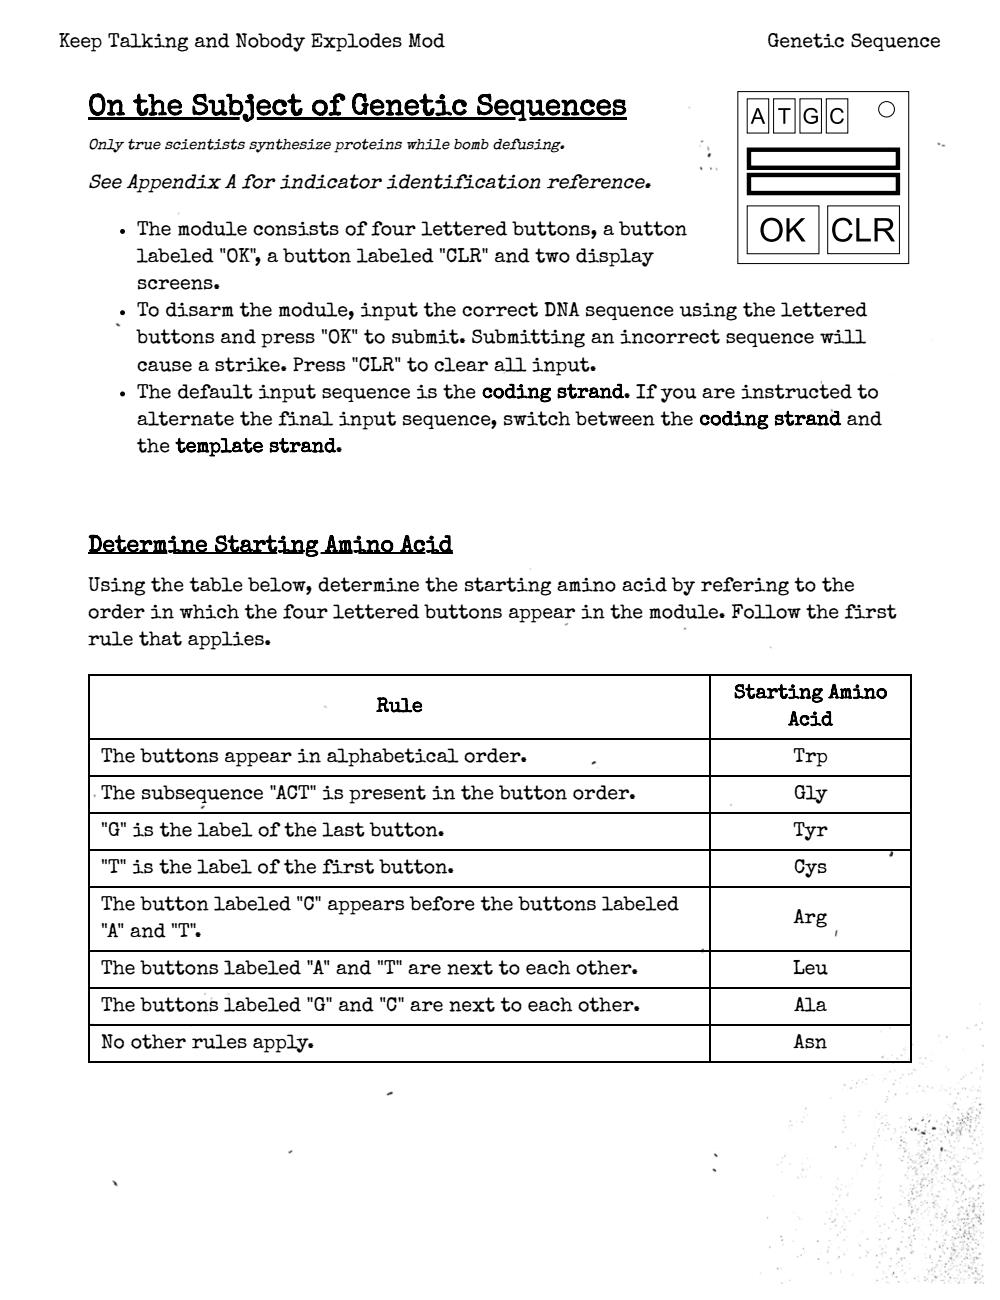 Keep Talking and Nobody Explodes Mod
Genetic Sequence
On the Subject of Genetic Sequences
Only true scientists synthesize proteins while bomb defusing.
See Appendix A for indicator identification reference.
A T G C
OK CLR
• The module consists of four lettered buttons, a button
labeled "OK", a button labeled "CLR" and two display
screens.
• To disarm the module, input the correct DNA sequence using the lettered
buttons and press "OK" to submit. Submitting an incorrect sequence will
cause a strike. Press "CLR" to clear all input.
• The default input sequence is the coding strand. If you are instructed to
alternate the final input sequence, switch between the coding strand and
the template strand.
Determine Starting Amino Acid
Using the table below, determine the starting amino acid by refering to the
order in which the four lettered buttons appear in the module. Follow the first
rule that applies.
Rule
Starting Amino
Acid
The buttons appear in alphabetical order.
Trp
The subsequence "ACT" is present in the button order.
Gly
"G" is the label of the last button.
Tyr
"T" is the label of the first button.
Cys
The button labeled "C" appears before the buttons labeled
"A" and "T".
Arg
The buttons labeled "A" and "T" are next to each other.
Leu
The buttons labeled "G" and "C" are next to each other.
Ala
No other rules apply.
Asn